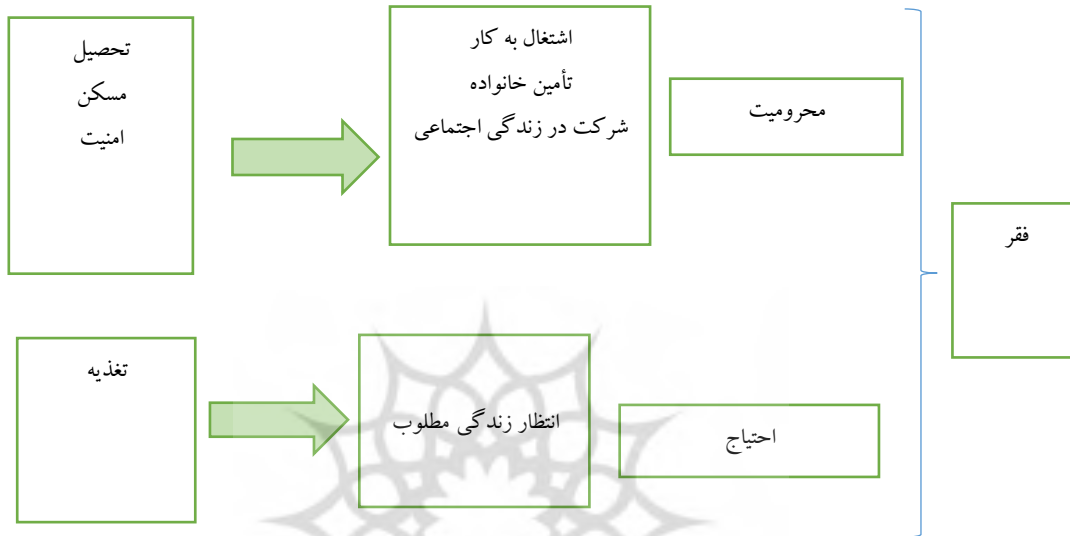 فقر
محرومیت
اشتغال به کار
تأمین خانواده
شرکت در زندگی اجتماعی
تحصیل
مسکن
امنیت
احتیاج
انتظار زندگی مطلوب
تغذیه